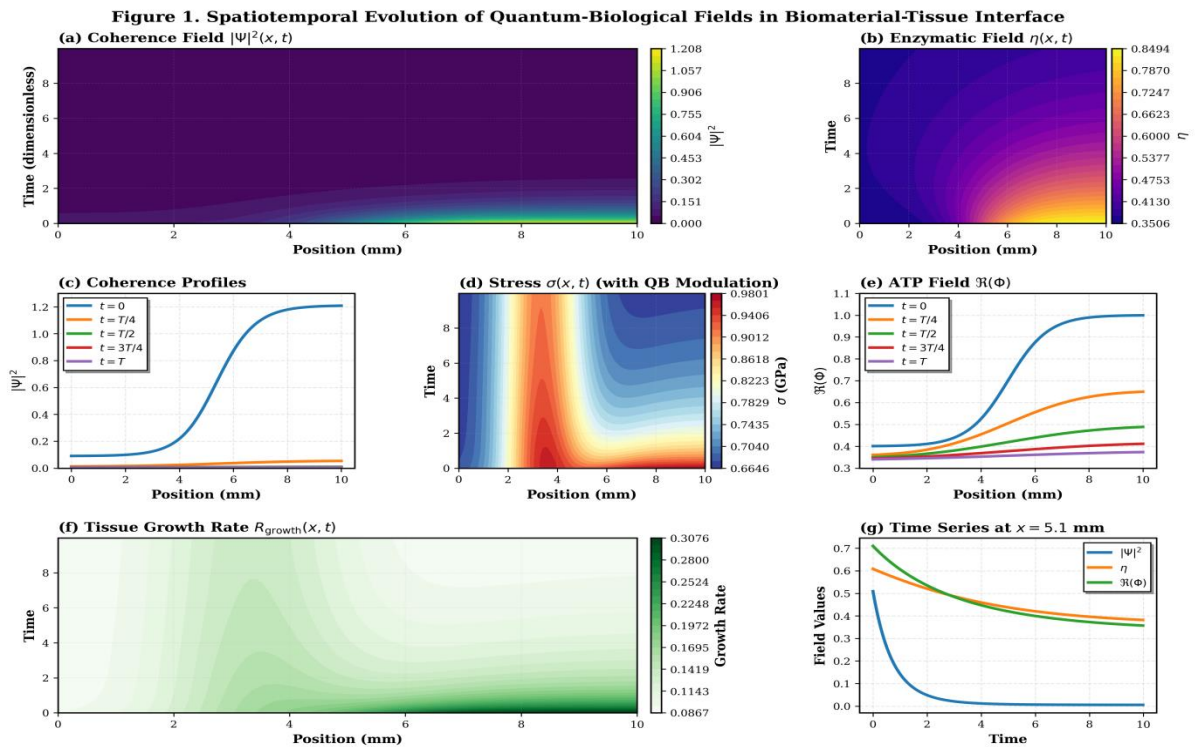 Figure 1. Spatiotemporal Evolution of Quantum-Biological Fields in Biomaterial-Tissue Interface
(a) Coherence Field |Ψ|²(x, t)
Time (dimensionless)
8
6
4
2
0
0 2 4 6 8 10
Position (mm)
1.208
1.057
0.906
0.755
0.604
0.453
0.302
0.151
0.000
|Ψ|²
(b) Enzymatic Field η(x, t)
Time
8
6
4
2
0
0 2 4 6 8 10
Position (mm)
0.8494
0.7870
0.7247
0.6623
0.6000
0.5377
0.4753
0.4130
0.3506
η
(c) Coherence Profiles
|Ψ|²
1.2
1.0
0.8
0.6
0.4
0.2
0.0
t = 0
t = T/4
t = T/2
t = 3T/4
t = T
0 2 4 6 8 10
Position (mm)
(d) Stress σ(x, t) (with QB Modulation)
Time
8
6
4
2
0
0 2 4 6 8 10
Position (mm)
0.9801
0.9406
0.9012
0.8618
0.8223
0.7829
0.7435
0.7040
0.6646
σ (GPa)
(e) ATP Field ℜ(Φ)
ℜ(Φ)
1.1
1.0
0.9
0.8
0.7
0.6
0.5
0.4
0.3
t = 0
t = T/4
t = T/2
t = 3T/4
t = T
0 2 4 6 8 10
Position (mm)
(f) Tissue Growth Rate R_growth(x, t)
Time
8
6
4
2
0
0 2 4 6 8 10
Position (mm)
0.3076
0.2800
0.2524
0.2248
0.1972
0.1695
0.1419
0.1143
0.0867
Growth Rate
(g) Time Series at x = 5.1 mm
Field Values
0.7
0.6
0.5
0.4
0.3
0.2
0.1
0.0
|Ψ|²
η
ℜ(Φ)
0 2 4 6 8 10
Time